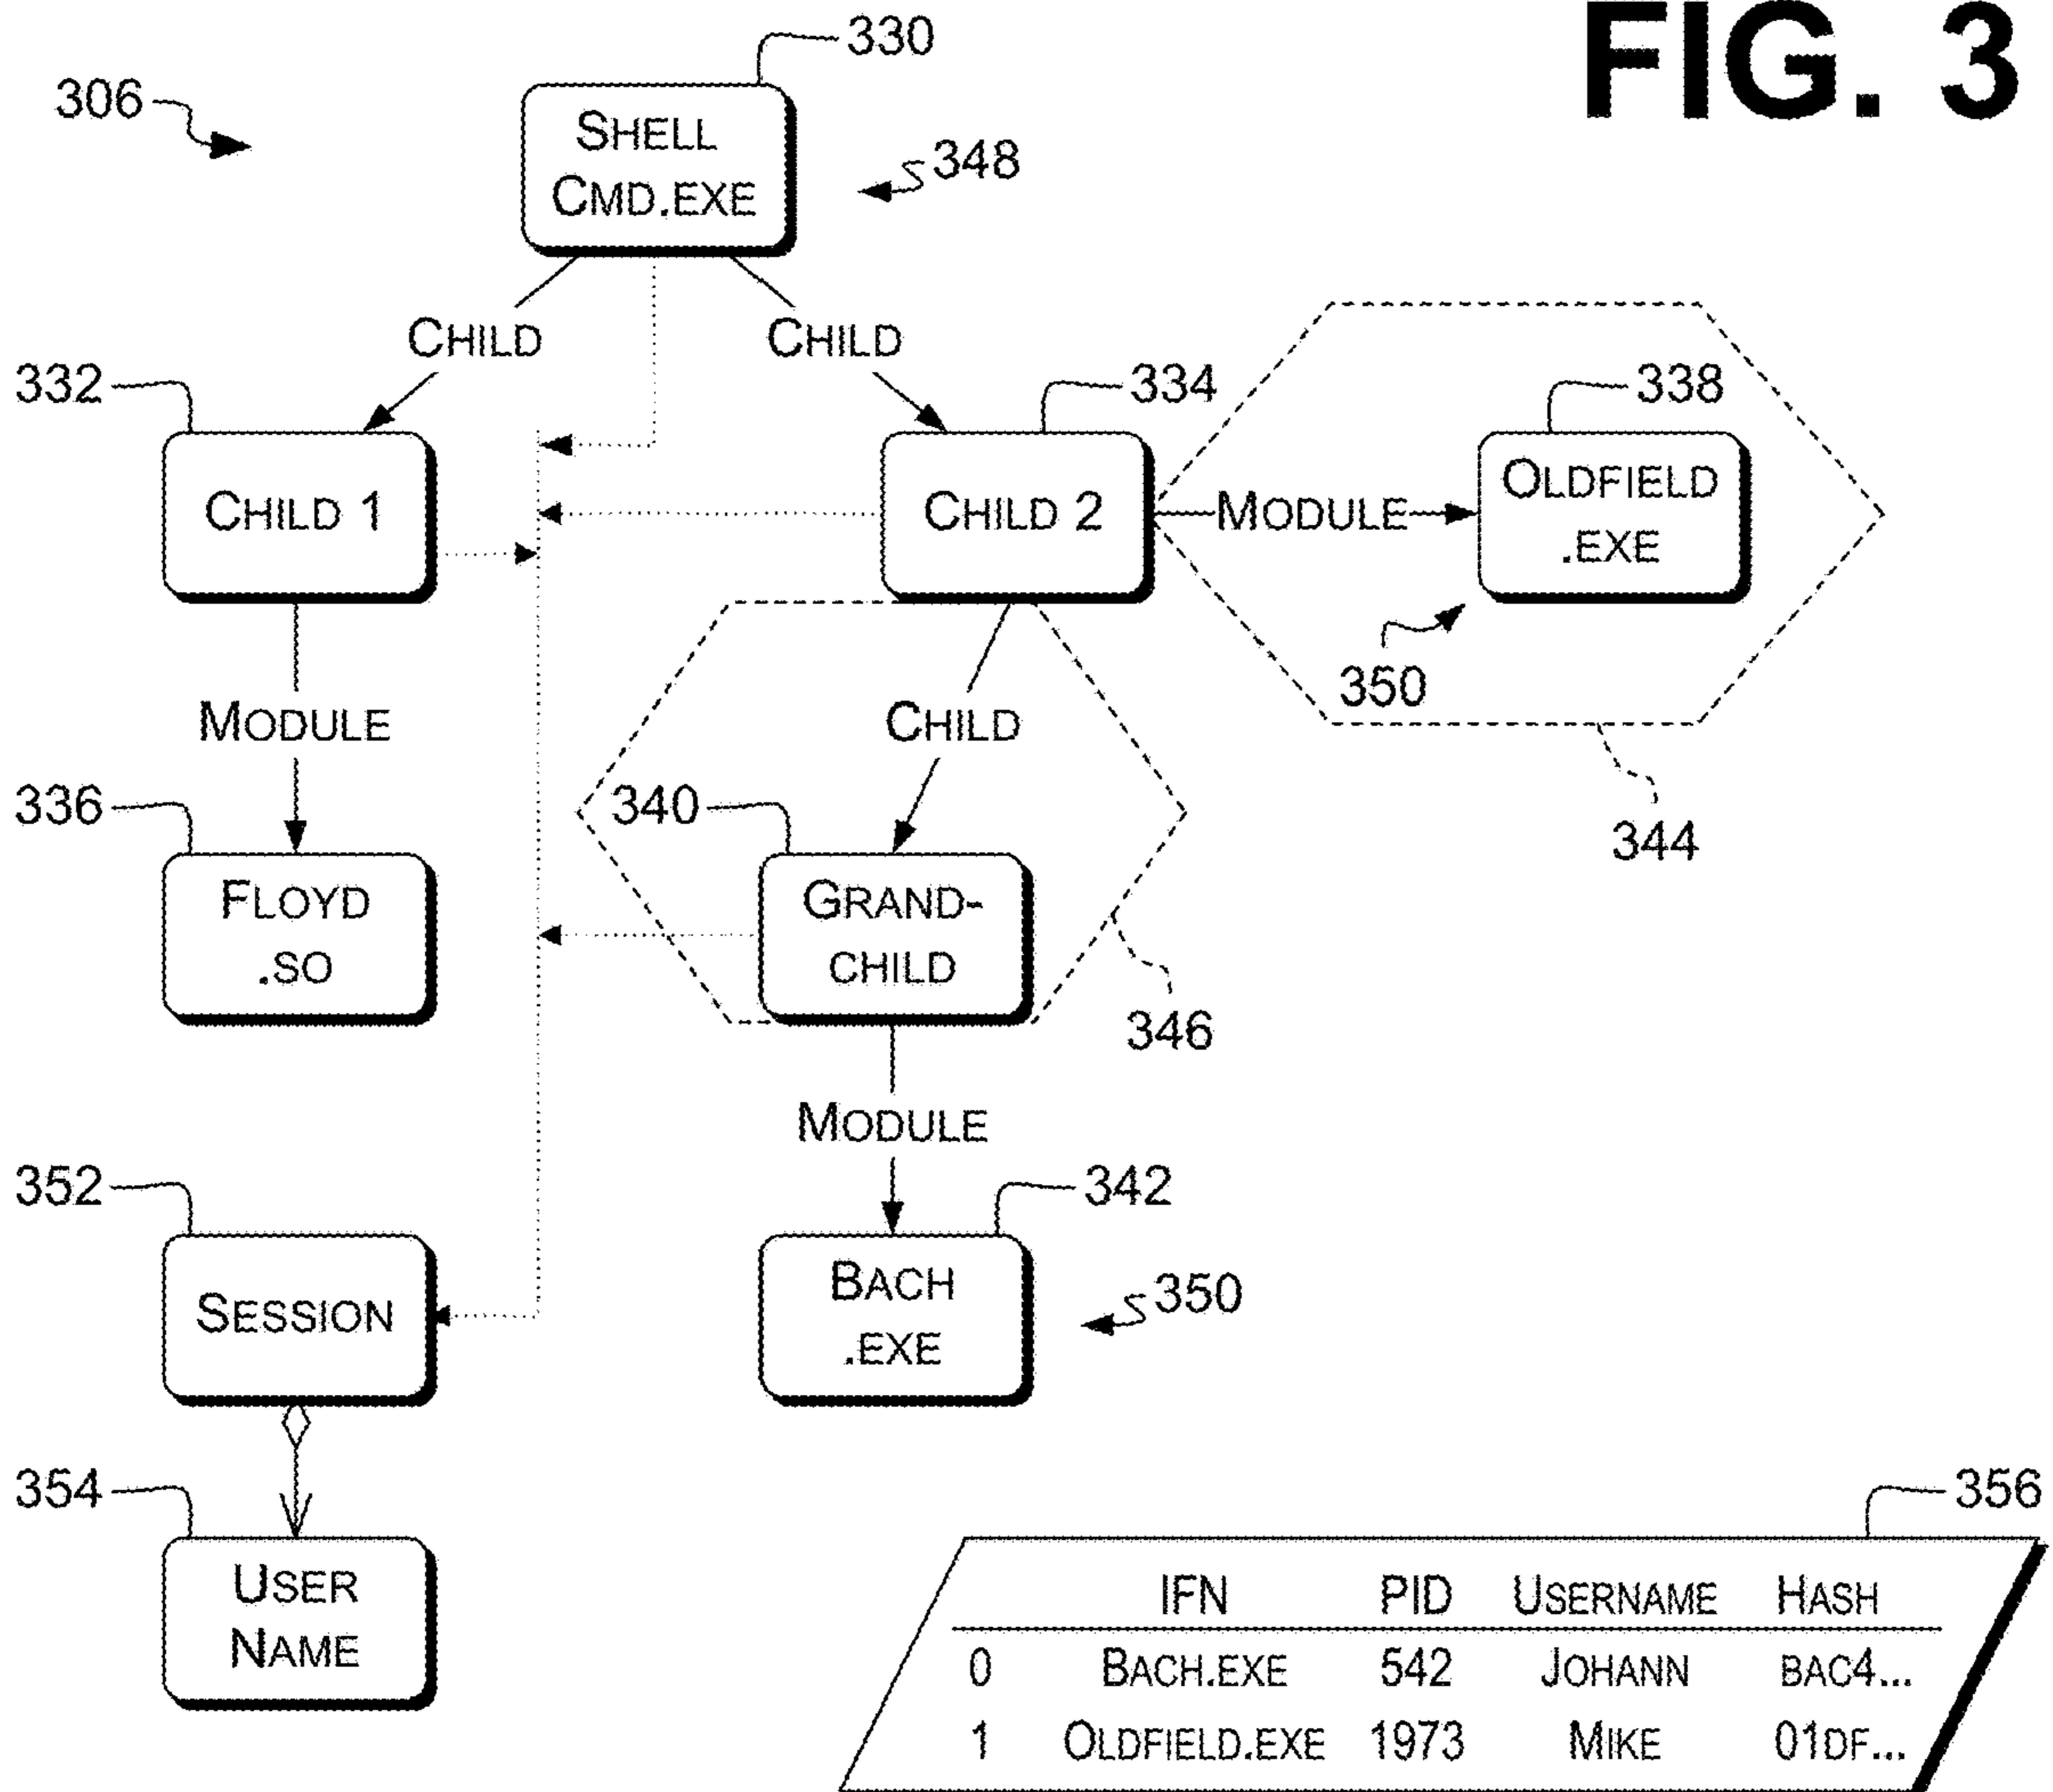 FIG. 3
330
306
SHELL
CMD.EXE
348
CHILD
CHILD
332
334
338
CHILD 1
CHILD 2
MODULE
OLDFIELD
.EXE
350
MODULE
CHILD
344
336
340
FLOYD
.SO
GRAND-
CHILD
346
MODULE
352
342
SESSION
BACH
.EXE
350
354
356
USER
NAME
IFN PID USERNAME HASH
0 BACH.EXE 542 JOHANN BAC4...
1 OLDFIELD.EXE 1973 MIKE 01DF...